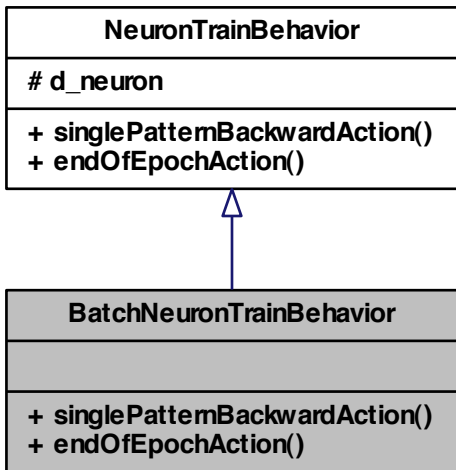 NeuronTrainBehavior
# d_neuron
+ singlePatternBackwardAction()
+ endOfEpochAction()
BatchNeuronTrainBehavior
+ singlePatternBackwardAction()
+ endOfEpochAction()